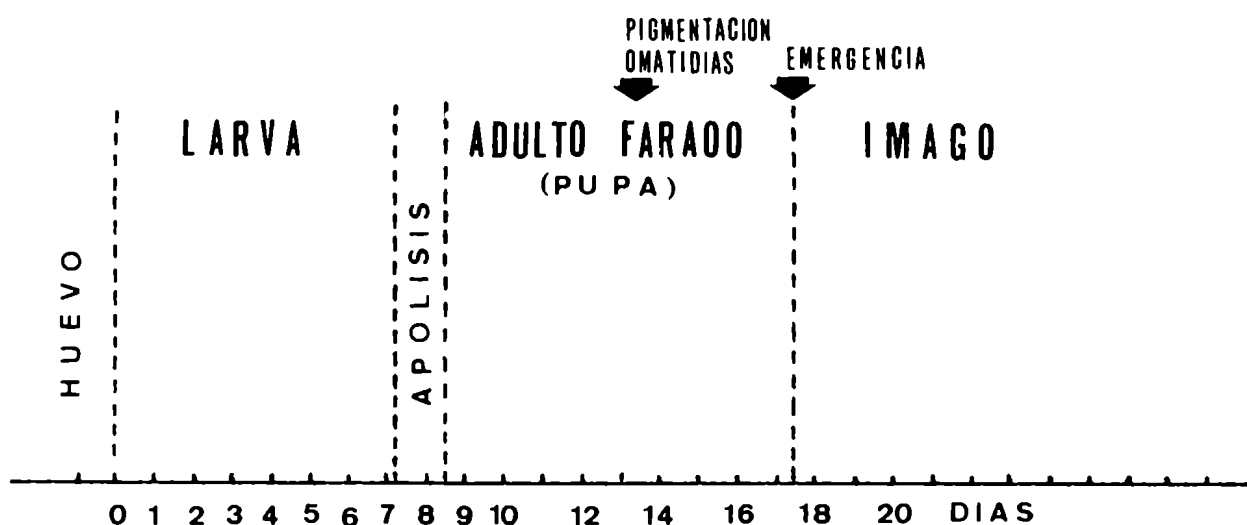 PIGMENTACION
OMATIDIAS
EMERGENCIA
LARVA
ADULTO FARADO
(PUPA)
IMAGO
HUEVO
APOLISIS
0 1 2 3 4 5 6 7 8 9 10 12 14 16 18 20 DIAS